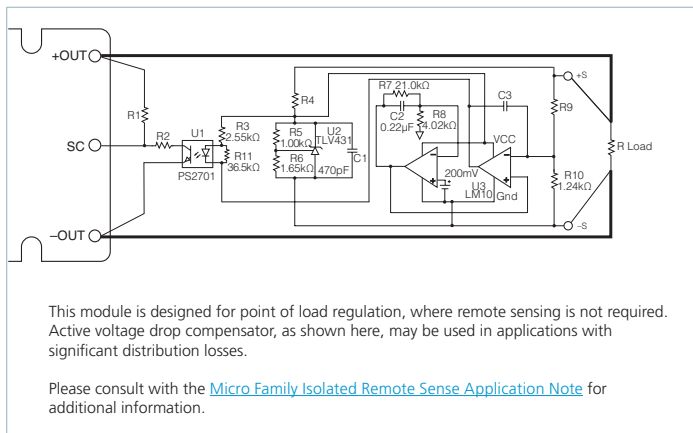 +OUT
SC
–OUT
R1
R2
U1
PS2701
R3
2.55kΩ
R11
36.5kΩ
R4
R5
1.00kΩ
R6
1.65kΩ
U2
TLV431
470pF
C1
R7 21.0kΩ
C2
0.22µF
R8
4.02kΩ
200mV
VCC
U3
LM10
Gnd
C3
R9
R10
1.24kΩ
+S
–S
R Load
This module is designed for point of load regulation, where remote sensing is not required.
Active voltage drop compensator, as shown here, may be used in applications with
significant distribution losses.
Please consult with the Micro Family Isolated Remote Sense Application Note for
additional information.